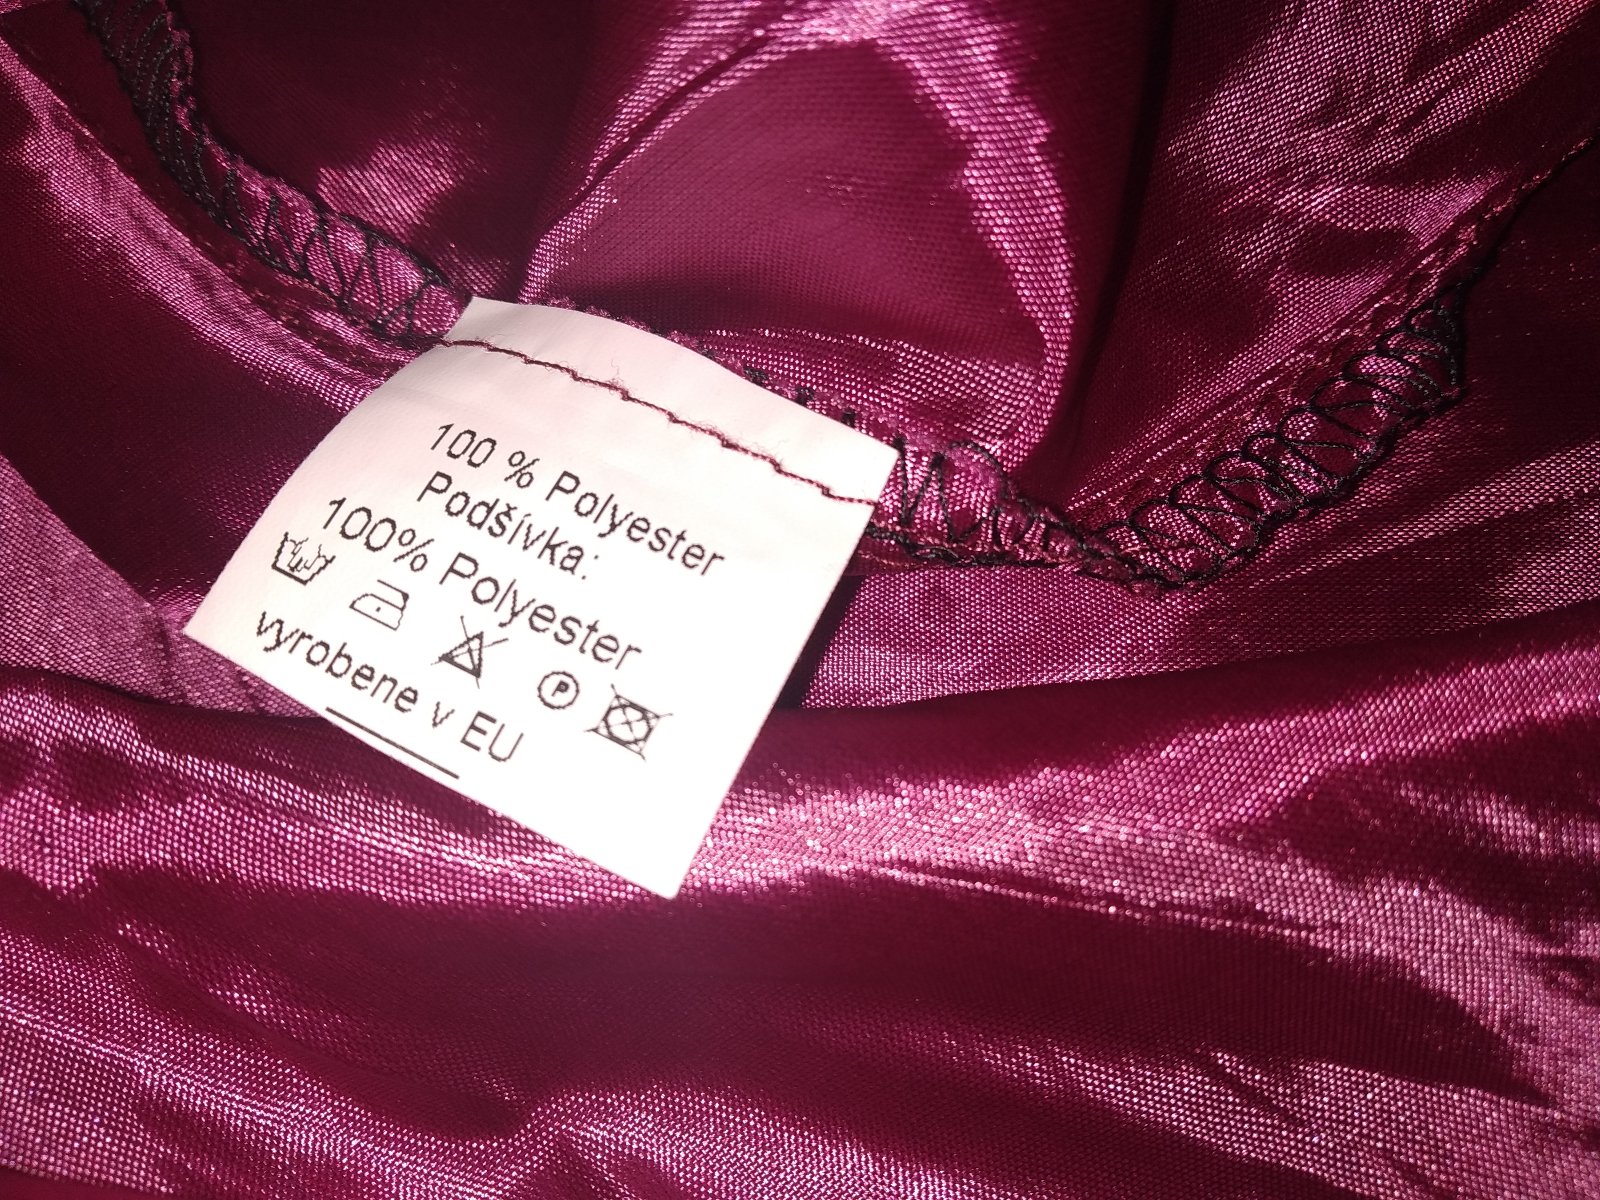 100 % Polyester
Podšívka:
100% Polyester
P
vyrobene v EU